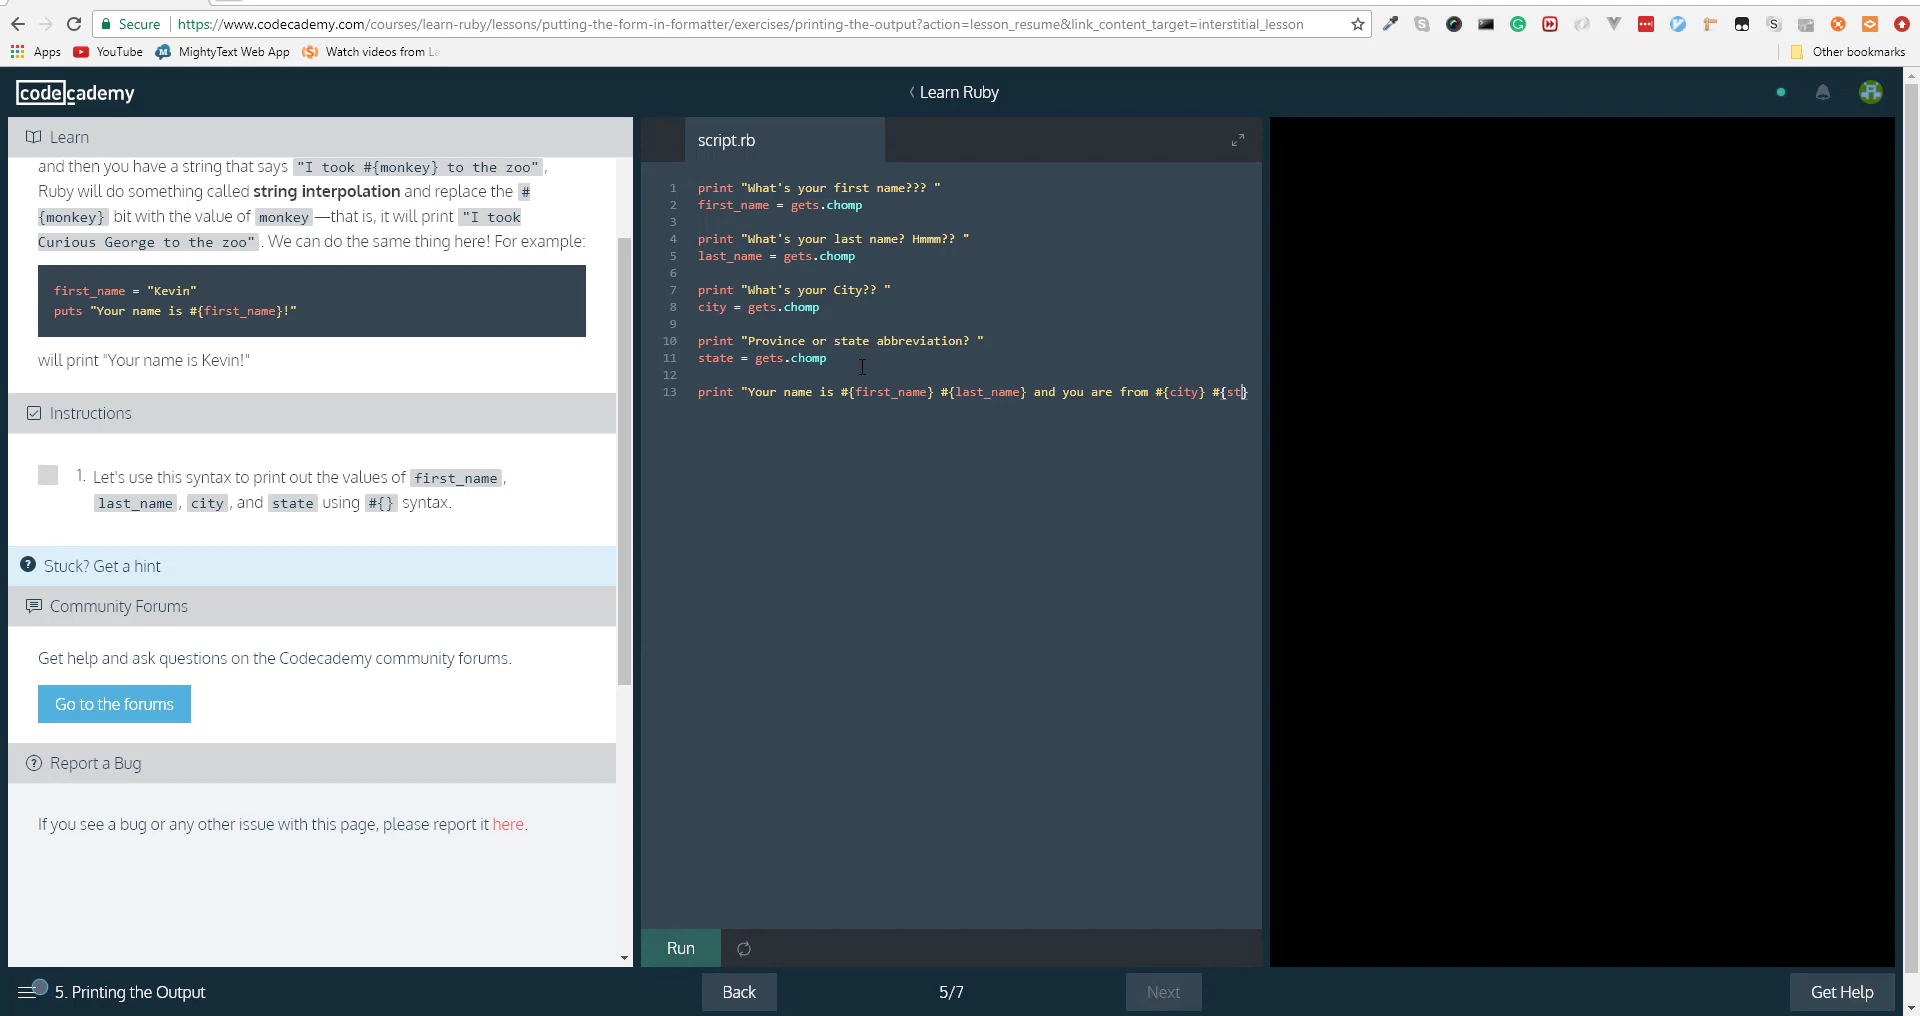 Secure https://www.codecademy.com/courses/learn-ruby/lessons/putting-the-form-in-formatter/exercises/printing-the-output?action=lesson_resume&link_content_target=interstitial_lesson
Apps YouTube MightyText Web App Watch videos from Other bookmarks
codecademy
Learn Ruby
Learn
and then you have a string that says "I took #{monkey} to the zoo",
Ruby will do something called string interpolation and replace the #
{monkey} bit with the value of monkey—that is, it will print "I took
Curious George to the zoo". We can do the same thing here! For example:
first_name = "Kevin"
puts "Your name is #{first_name}!"
will print "Your name is Kevin!"
Instructions
1. Let's use this syntax to print out the values of first_name,
last_name, city, and state using #{} syntax.
Stuck? Get a hint
Community Forums
Get help and ask questions on the Codecademy community forums.
Go to the forums
Report a Bug
If you see a bug or any other issue with this page, please report it here.
script.rb
1 print "What's your first name??? "
2 first_name = gets.chomp
3
4 print "What's your last name? Hmmm?? "
5 last_name = gets.chomp
6
7 print "What's your City?? "
8 city = gets.chomp
9
10 print "Province or state abbreviation? "
11 state = gets.chomp
12
13 print "Your name is #{first_name} #{last_name} and you are from #{city} #{st}
Run
5. Printing the Output
Back
5/7
Next
Get Help